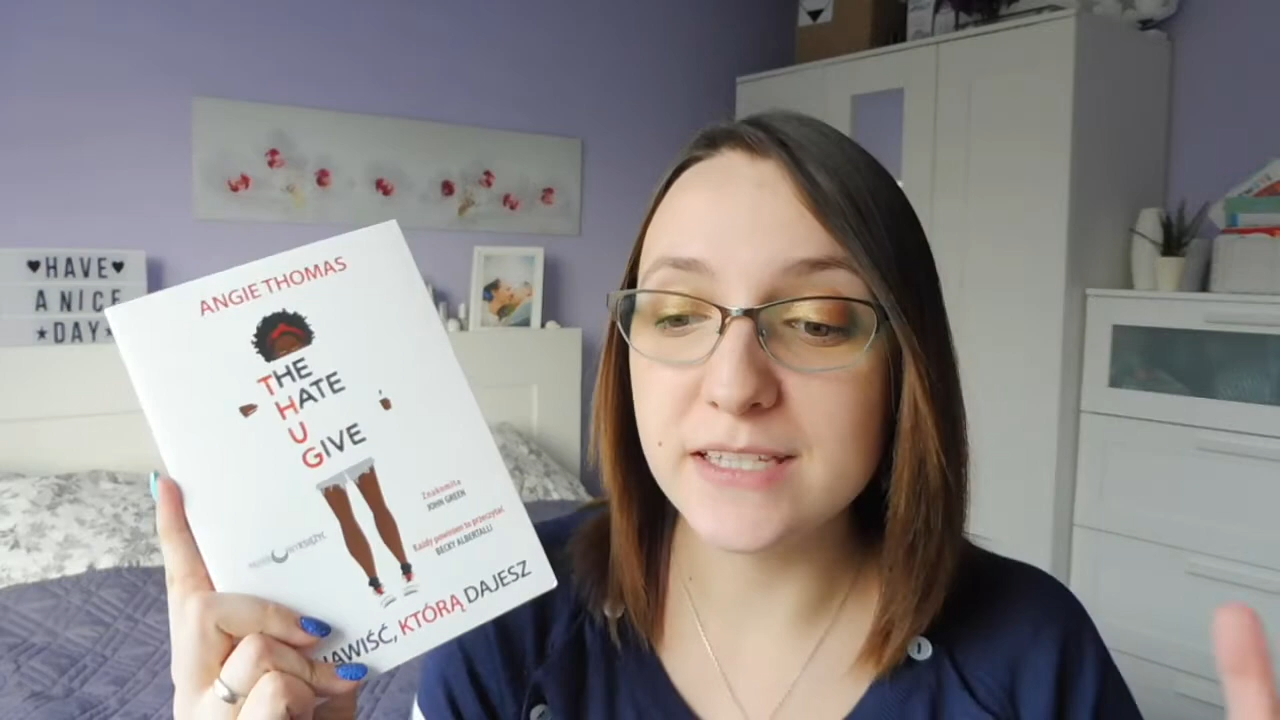 ♥HAVE♥
A NICE
★DAY★
ANGIE THOMAS
THE
HATE
U
GIVE
Znakomita
JOHN GREEN
Każdy powinien to przeczytać
BECKY ALBERTALLI
KTÓRĄ DAJESZ